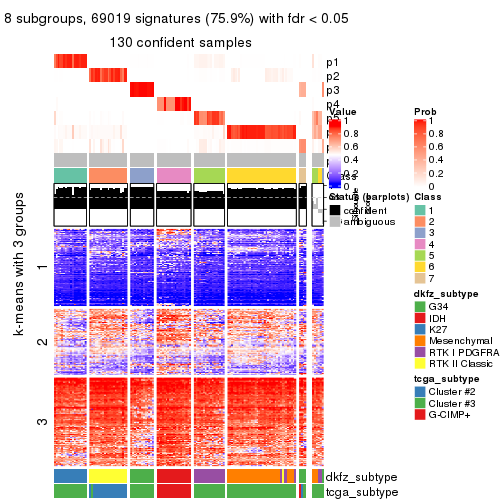 8 subgroups, 69019 signatures (75.9%) with fdr < 0.05
130 confident samples
p1
p2
p3
p4
Value
1
0.8
0.6
0.4
0.2
0
Prob
1
0.8
0.6
0.4
0.2
0
Status (barplots)
confident
ambiguous
Class
1
2
3
4
5
6
7
dkfz_subtype
G34
IDH
K27
Mesenchymal
RTK I PDGFRA
RTK II Classic
tcga_subtype
Cluster #2
Cluster #3
G-CIMP+
k-means with 3 groups
1
2
3
dkfz_subtype
tcga_subtype